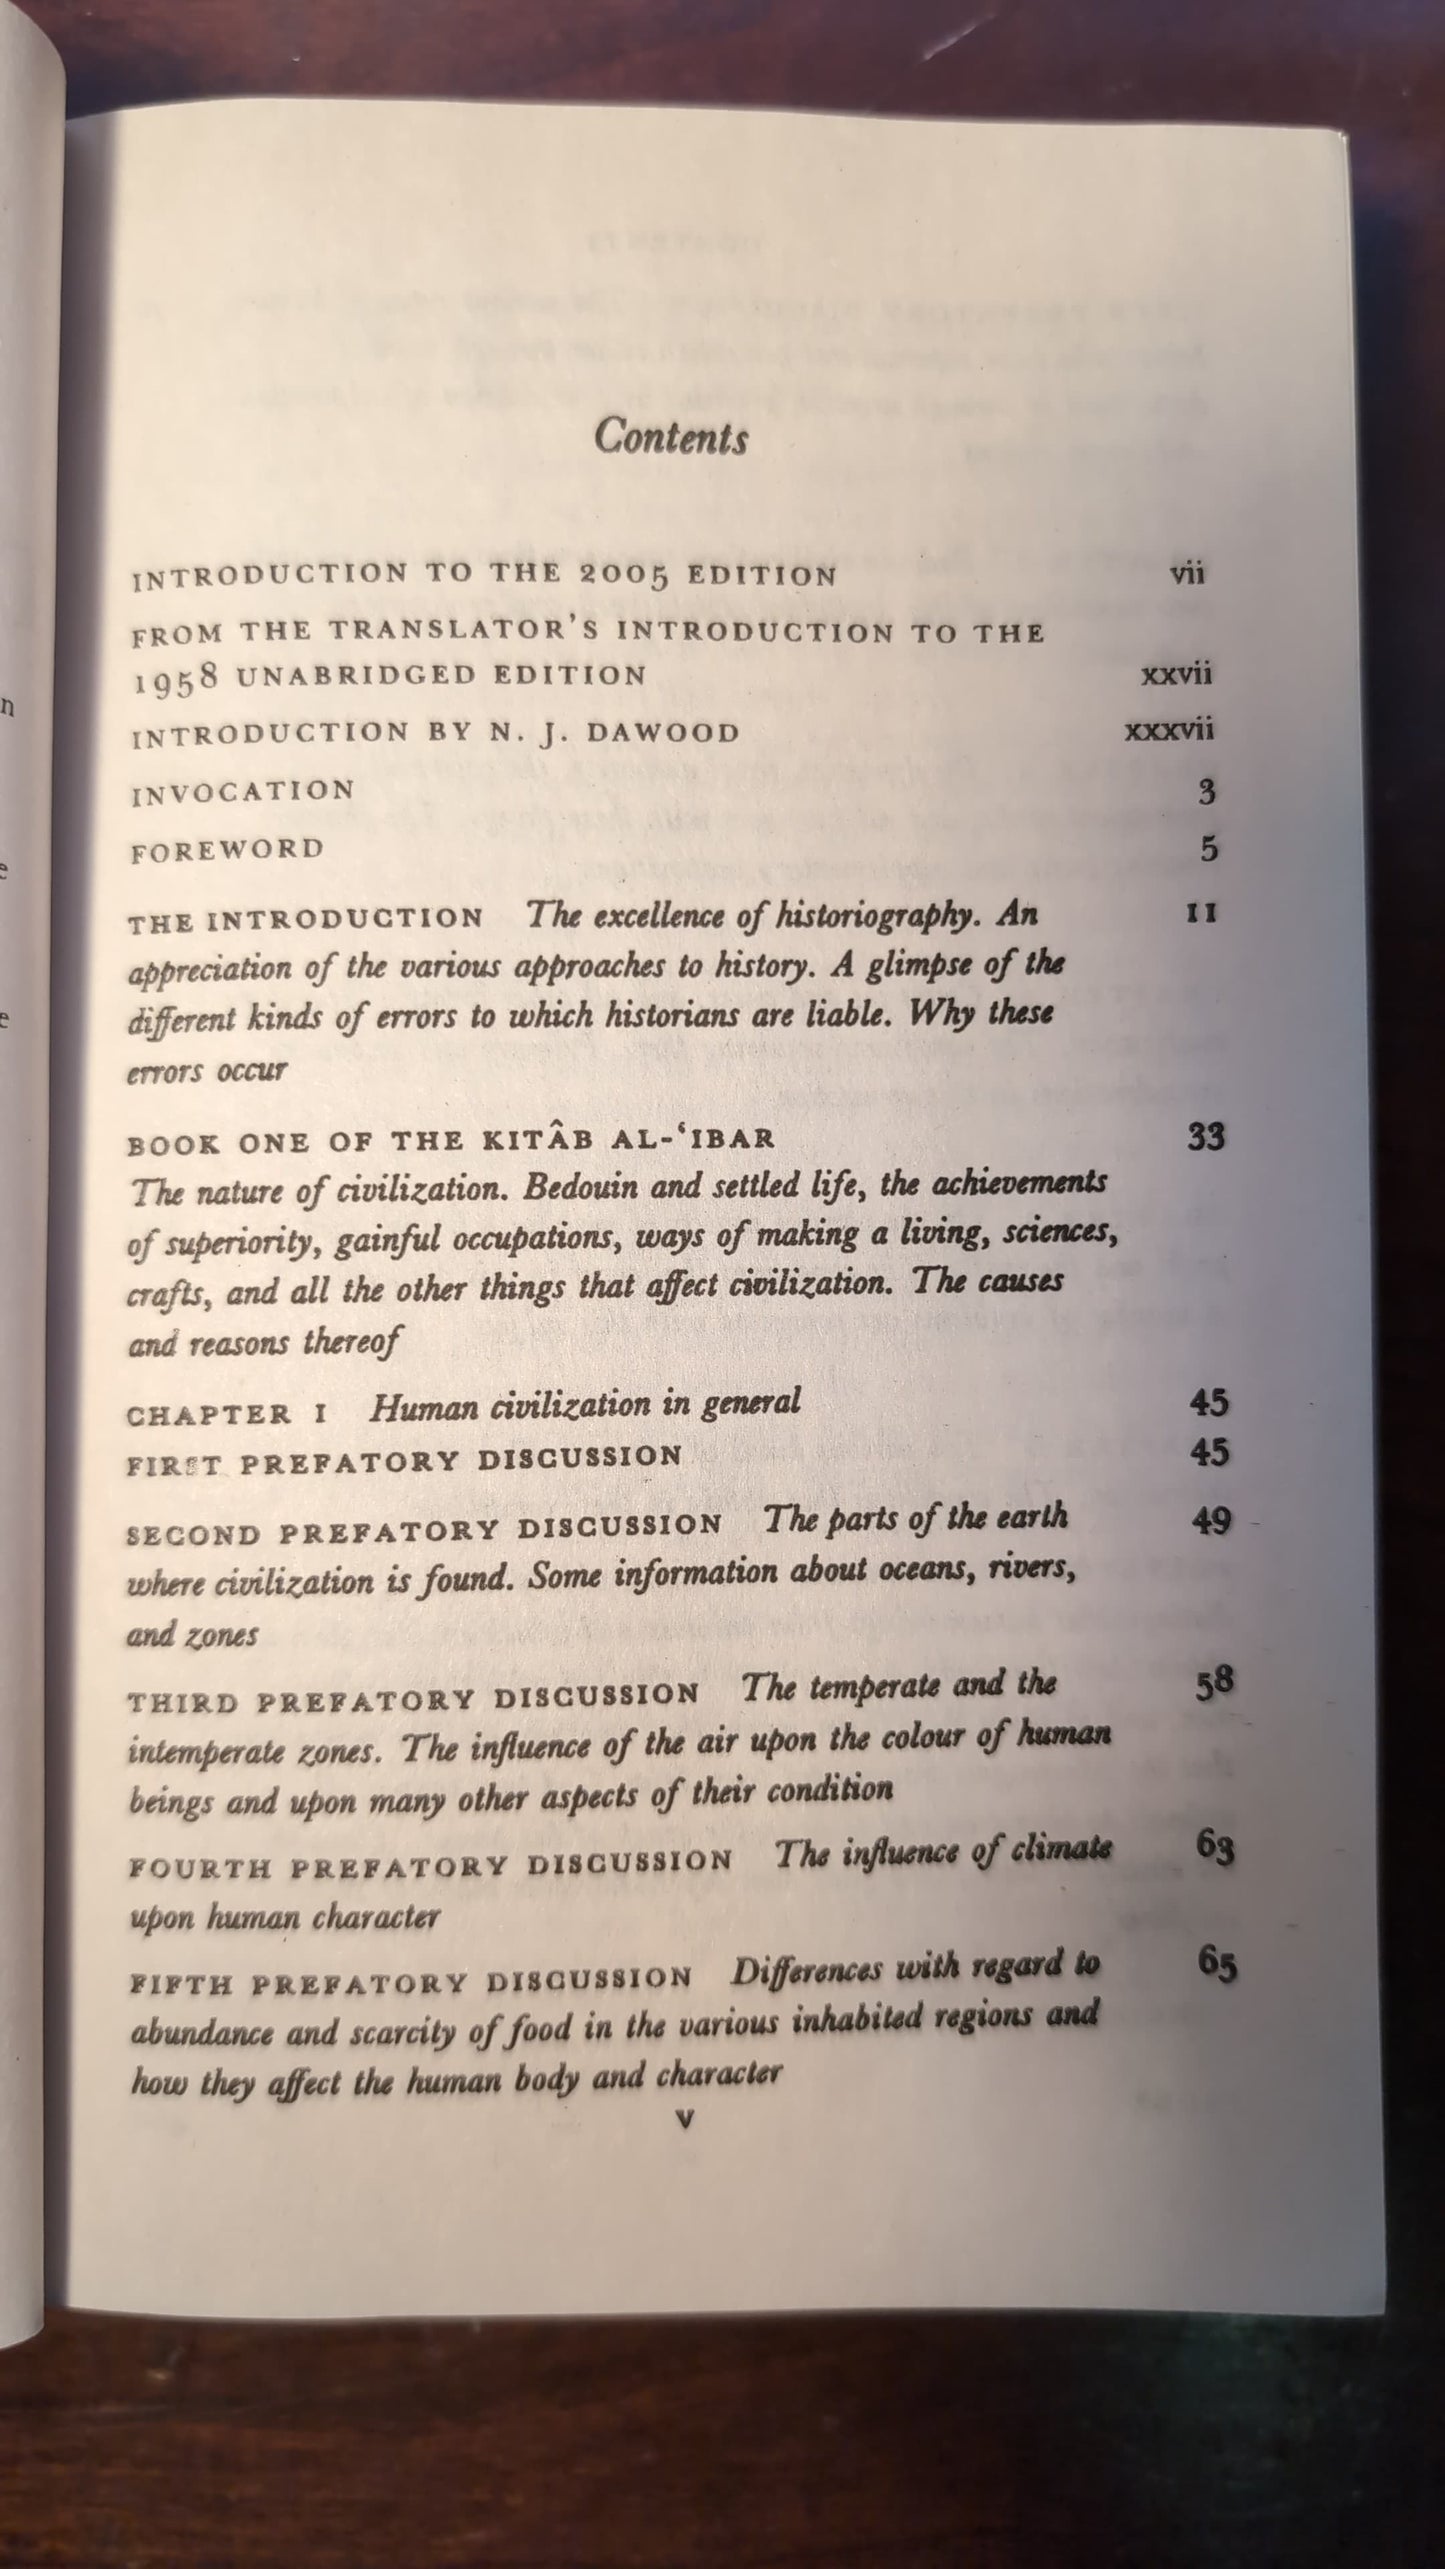 Contents
INTRODUCTION TO THE 2005 EDITION vii
FROM THE TRANSLATOR'S INTRODUCTION TO THE
1958 UNABRIDGED EDITION xxvii
INTRODUCTION BY N. J. DAWOOD xxxvii
INVOCATION 3
FOREWORD 5
THE INTRODUCTION The excellence of historiography. An 11
appreciation of the various approaches to history. A glimpse of the
different kinds of errors to which historians are liable. Why these
errors occur
BOOK ONE OF THE KITÂB AL-‘IBAR 33
The nature of civilization. Bedouin and settled life, the achievements
of superiority, gainful occupations, ways of making a living, sciences,
crafts, and all the other things that affect civilization. The causes
and reasons thereof
CHAPTER I Human civilization in general 45
FIRST PREFATORY DISCUSSION 45
SECOND PREFATORY DISCUSSION The parts of the earth 49
where civilization is found. Some information about oceans, rivers,
and zones
THIRD PREFATORY DISCUSSION The temperate and the 58
intemperate zones. The influence of the air upon the colour of human
beings and upon many other aspects of their condition
FOURTH PREFATORY DISCUSSION The influence of climate 63
upon human character
FIFTH PREFATORY DISCUSSION Differences with regard to 65
abundance and scarcity of food in the various inhabited regions and
how they affect the human body and character
v